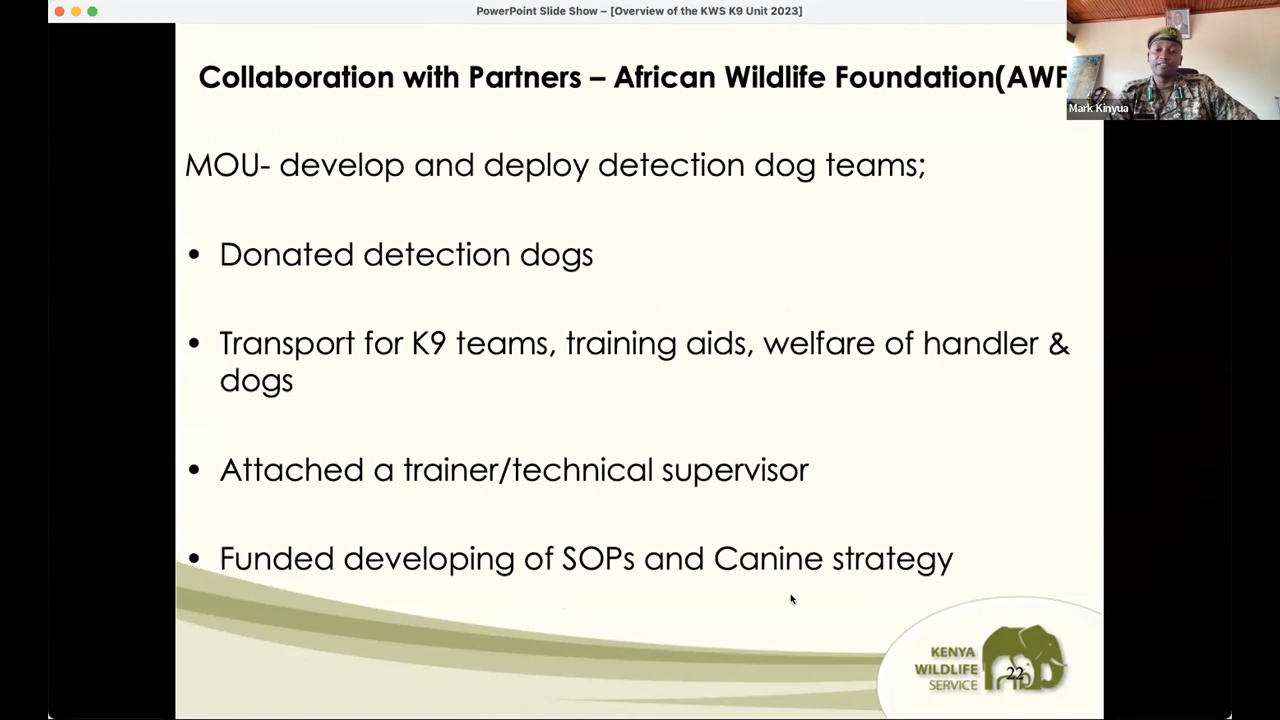 PowerPoint Slide Show – [Overview of the KWS K9 Unit 2023]
Collaboration with Partners – African Wildlife Foundation(AWF
Mark Kinyua
MOU- develop and deploy detection dog teams;
• Donated detection dogs
• Transport for K9 teams, training aids, welfare of handler &
dogs
• Attached a trainer/technical supervisor
• Funded developing of SOPs and Canine strategy
KENYA
WILDLIFE
SERVICE
22